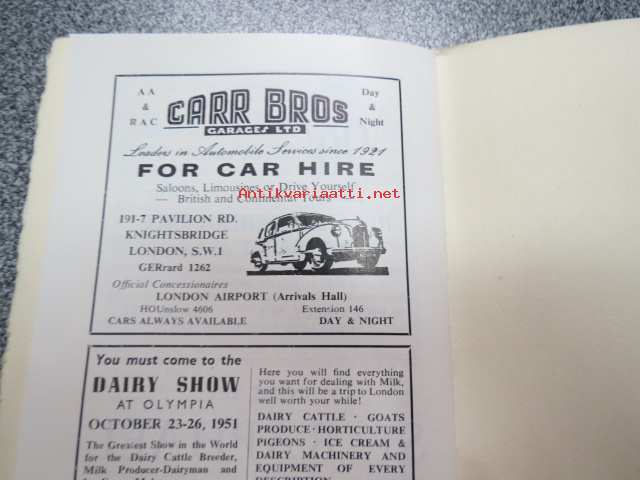 AA & RAC
CARR BROS
GARAGES LTD
Day & Night
Leaders in Automobile Services since 1921
FOR CAR HIRE
Saloons, Limousines or Drive Yourself
— British and Continental Tours
Antikvariaatti.net
191-7 PAVILION RD.
KNIGHTSBRIDGE
LONDON, S.W.1
GERrard 1262
Official Concessionaires
LONDON AIRPORT (Arrivals Hall)
HOUnslow 4606 Extension 146
CARS ALWAYS AVAILABLE DAY & NIGHT
You must come to the
DAIRY SHOW
AT OLYMPIA
OCTOBER 23-26, 1951
The Greatest Show in the World
for the Dairy Cattle Breeder,
Milk Producer-Dairyman and
Here you will find everything
you want for dealing with Milk,
and this will be a trip to London
well worth your while!
DAIRY CATTLE · GOATS
PRODUCE · HORTICULTURE
PIGEONS · ICE CREAM &
DAIRY MACHINERY AND
EQUIPMENT OF EVERY
DESCRIPTION